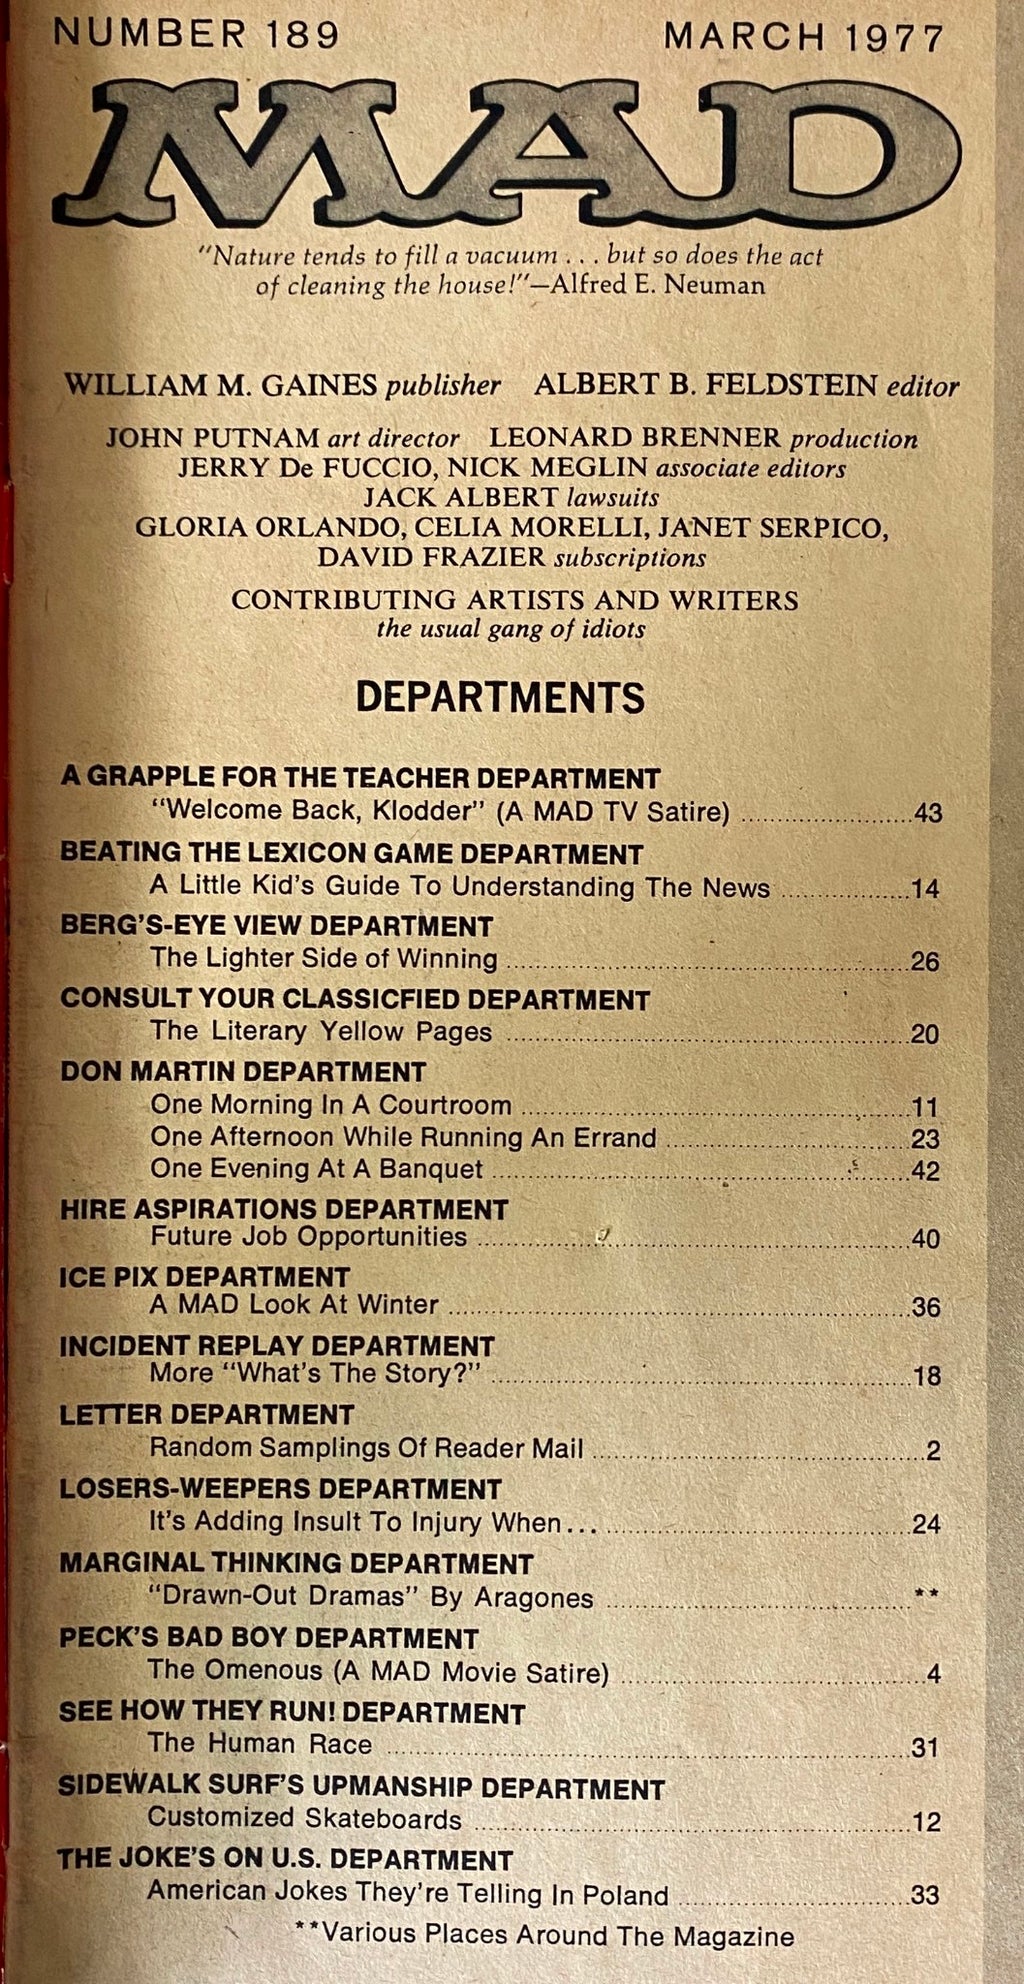 NUMBER 189 MARCH 1977
MAD
"Nature tends to fill a vacuum . . . but so does the act
of cleaning the house!"—Alfred E. Neuman
WILLIAM M. GAINES publisher ALBERT B. FELDSTEIN editor
JOHN PUTNAM art director LEONARD BRENNER production
JERRY De FUCCIO, NICK MEGLIN associate editors
JACK ALBERT lawsuits
GLORIA ORLANDO, CELIA MORELLI, JANET SERPICO,
DAVID FRAZIER subscriptions
CONTRIBUTING ARTISTS AND WRITERS
the usual gang of idiots
DEPARTMENTS
A GRAPPLE FOR THE TEACHER DEPARTMENT
"Welcome Back, Klodder" (A MAD TV Satire) ........................43
BEATING THE LEXICON GAME DEPARTMENT
A Little Kid's Guide To Understanding The News ..................14
BERG'S-EYE VIEW DEPARTMENT
The Lighter Side of Winning ........................26
CONSULT YOUR CLASSICFIED DEPARTMENT
The Literary Yellow Pages ........................20
DON MARTIN DEPARTMENT
One Morning In A Courtroom ........................11
One Afternoon While Running An Errand ........................23
One Evening At A Banquet ........................42
HIRE ASPIRATIONS DEPARTMENT
Future Job Opportunities ........................40
ICE PIX DEPARTMENT
A MAD Look At Winter ........................36
INCIDENT REPLAY DEPARTMENT
More "What's The Story?" ........................18
LETTER DEPARTMENT
Random Samplings Of Reader Mail ........................2
LOSERS-WEEPERS DEPARTMENT
It's Adding Insult To Injury When... ........................24
MARGINAL THINKING DEPARTMENT
"Drawn-Out Dramas" By Aragones ........................**
PECK'S BAD BOY DEPARTMENT
The Omenous (A MAD Movie Satire) ........................4
SEE HOW THEY RUN! DEPARTMENT
The Human Race ........................31
SIDEWALK SURF'S UPMANSHIP DEPARTMENT
Customized Skateboards ........................12
THE JOKE'S ON U.S. DEPARTMENT
American Jokes They're Telling In Poland ........................33
**Various Places Around The Magazine